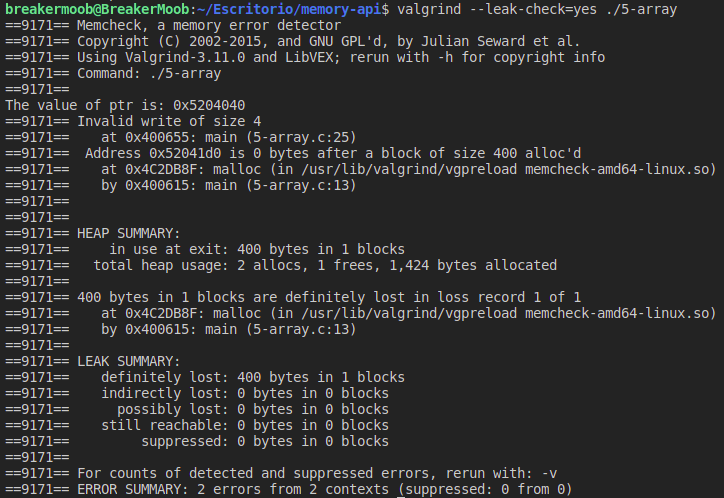 breakermoob@BreakerMoob:~/Escritorio/memory-api$ valgrind --leak-check=yes ./5-array
==9171== Memcheck, a memory error detector
==9171== Copyright (C) 2002-2015, and GNU GPL'd, by Julian Seward et al.
==9171== Using Valgrind-3.11.0 and LibVEX; rerun with -h for copyright info
==9171== Command: ./5-array
==9171==
The value of ptr is: 0x5204040
==9171== Invalid write of size 4
==9171==    at 0x400655: main (5-array.c:25)
==9171==  Address 0x52041d0 is 0 bytes after a block of size 400 alloc'd
==9171==    at 0x4C2DB8F: malloc (in /usr/lib/valgrind/vgpreload memcheck-amd64-linux.so)
==9171==    by 0x400615: main (5-array.c:13)
==9171==
==9171==
==9171== HEAP SUMMARY:
==9171==     in use at exit: 400 bytes in 1 blocks
==9171==   total heap usage: 2 allocs, 1 frees, 1,424 bytes allocated
==9171==
==9171== 400 bytes in 1 blocks are definitely lost in loss record 1 of 1
==9171==    at 0x4C2DB8F: malloc (in /usr/lib/valgrind/vgpreload memcheck-amd64-linux.so)
==9171==    by 0x400615: main (5-array.c:13)
==9171==
==9171== LEAK SUMMARY:
==9171==    definitely lost: 400 bytes in 1 blocks
==9171==    indirectly lost: 0 bytes in 0 blocks
==9171==      possibly lost: 0 bytes in 0 blocks
==9171==    still reachable: 0 bytes in 0 blocks
==9171==         suppressed: 0 bytes in 0 blocks
==9171==
==9171== For counts of detected and suppressed errors, rerun with: -v
==9171== ERROR SUMMARY: 2 errors from 2 contexts (suppressed: 0 from 0)